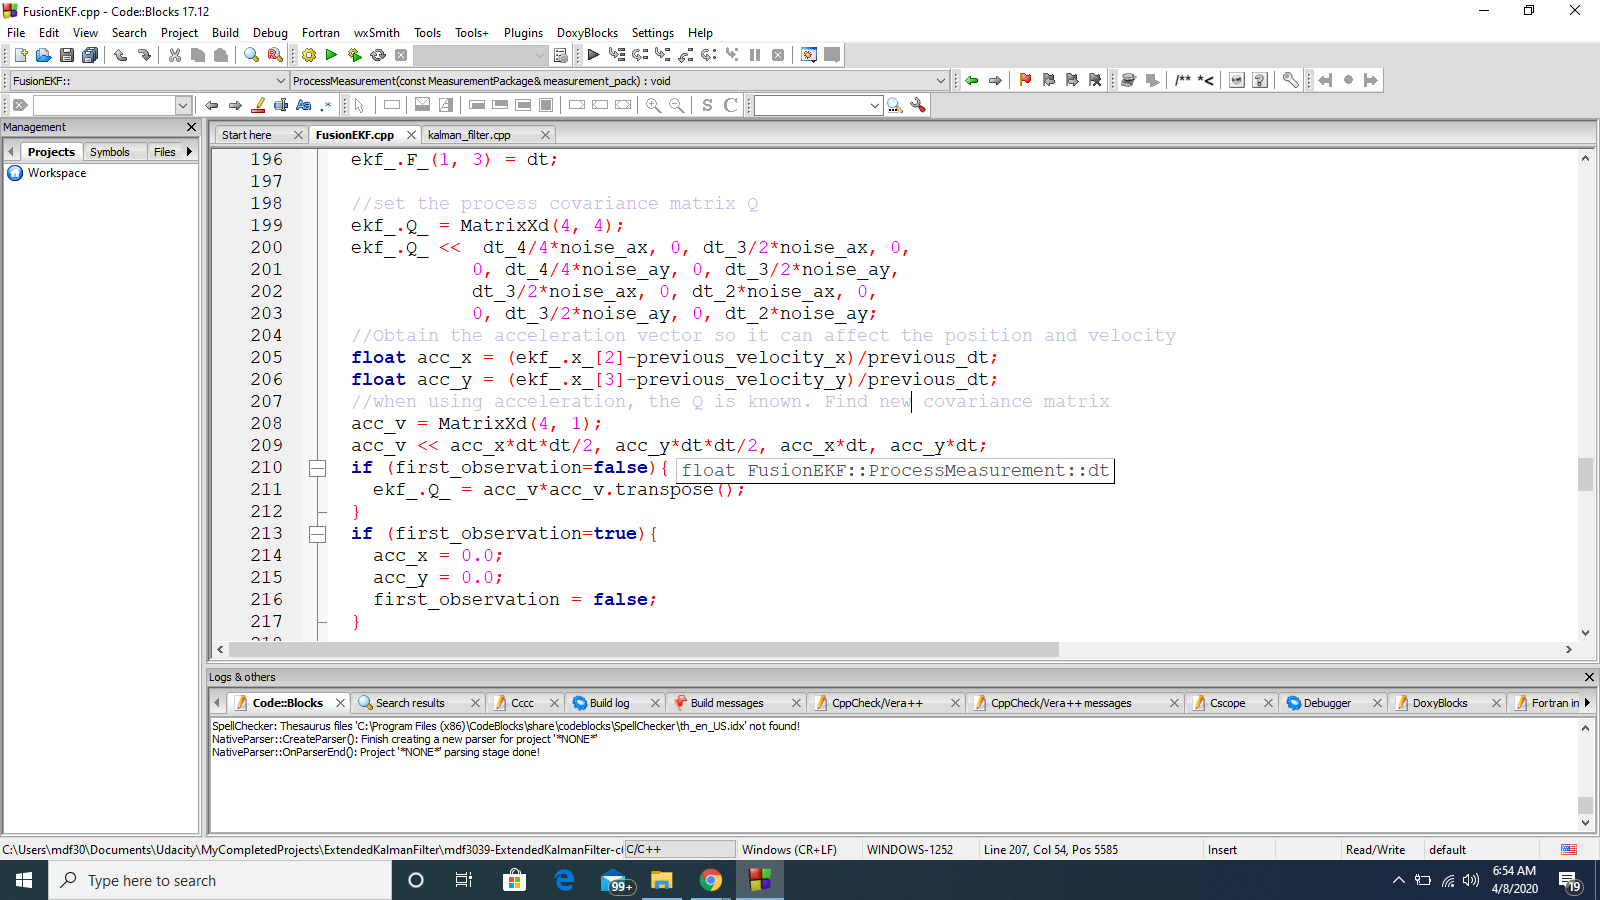 FusionEKF.cpp - Code::Blocks 17.12
File Edit View Search Project Build Debug Fortran wxSmith Tools Tools+ Plugins DoxyBlocks Settings Help
FusionEKF:: ProcessMeasurement(const MeasurementPackage& measurement_pack) : void
/** *<
Aa .*
S C
Management
Projects Symbols Files
Workspace
Start here FusionEKF.cpp kalman_filter.cpp
196 ekf_.F_(1, 3) = dt;
197
198 //set the process covariance matrix Q
199 ekf_.Q_ = MatrixXd(4, 4);
200 ekf_.Q_ << dt_4/4*noise_ax, 0, dt_3/2*noise_ax, 0,
201 0, dt_4/4*noise_ay, 0, dt_3/2*noise_ay,
202 dt_3/2*noise_ax, 0, dt_2*noise_ax, 0,
203 0, dt_3/2*noise_ay, 0, dt_2*noise_ay;
204 //Obtain the acceleration vector so it can affect the position and velocity
205 float acc_x = (ekf_.x_[2]-previous_velocity_x)/previous_dt;
206 float acc_y = (ekf_.x_[3]-previous_velocity_y)/previous_dt;
207 //when using acceleration, the Q is known. Find new covariance matrix
208 acc_v = MatrixXd(4, 1);
209 acc_v << acc_x*dt*dt/2, acc_y*dt*dt/2, acc_x*dt, acc_y*dt;
210 if (first_observation=false){
float FusionEKF::ProcessMeasurement::dt
211 ekf_.Q_ = acc_v*acc_v.transpose();
212 }
213 if (first_observation=true){
214 acc_x = 0.0;
215 acc_y = 0.0;
216 first_observation = false;
217 }
Logs & others
Code::Blocks Search results Cccc Build log Build messages CppCheck/Vera++ CppCheck/Vera++ messages Cscope Debugger DoxyBlocks Fortran in
SpellChecker: Thesaurus files 'C:\Program Files (x86)\CodeBlocks\share\codeblocks\SpellChecker\th_en_US.idx' not found!
NativeParser::CreateParser(): Finish creating a new parser for project '*NONE*'
NativeParser::OnParserEnd(): Project '*NONE*' parsing stage done!
C:\Users\mdf30\Documents\Udacity\MyCompletedProjects\ExtendedKalmanFilter\mdf3039-ExtendedKalmanFilter-c C/C++ Windows (CR+LF) WINDOWS-1252 Line 207, Col 54, Pos 5585 Insert Read/Write default
Type here to search
99+
6:54 AM
4/8/2020
19